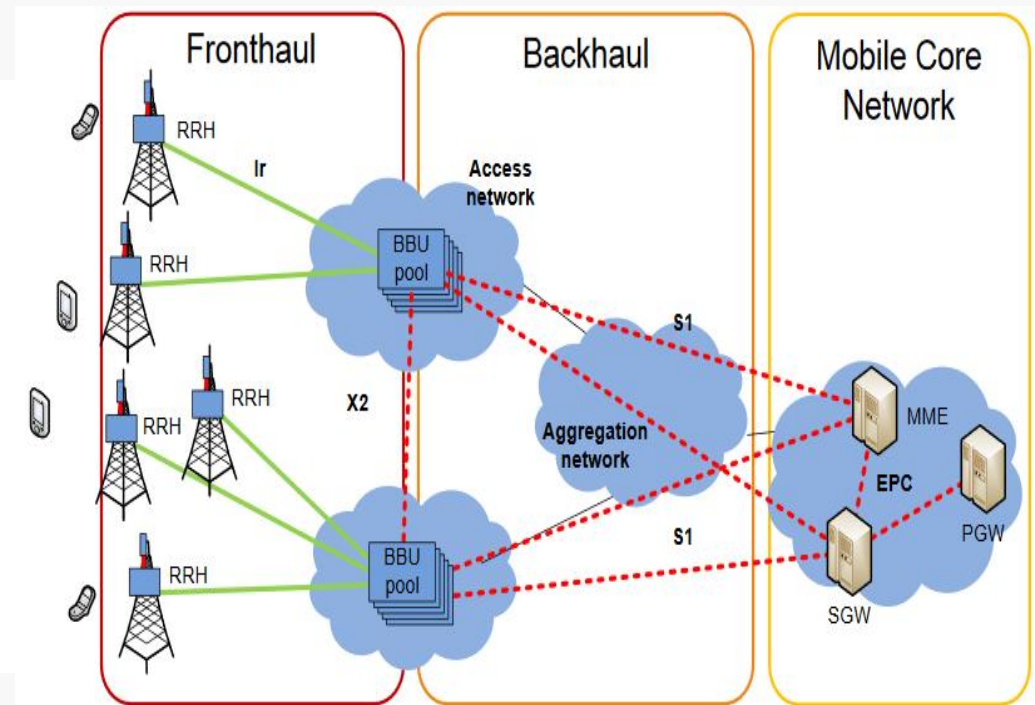 Fronthaul
Backhaul
Mobile Core
Network
RRH
Ir
Access
network
BBU
pool
RRH
S1
RRH
RRH
X2
Aggregation
network
MME
EPC
PGW
S1
BBU
pool
RRH
SGW